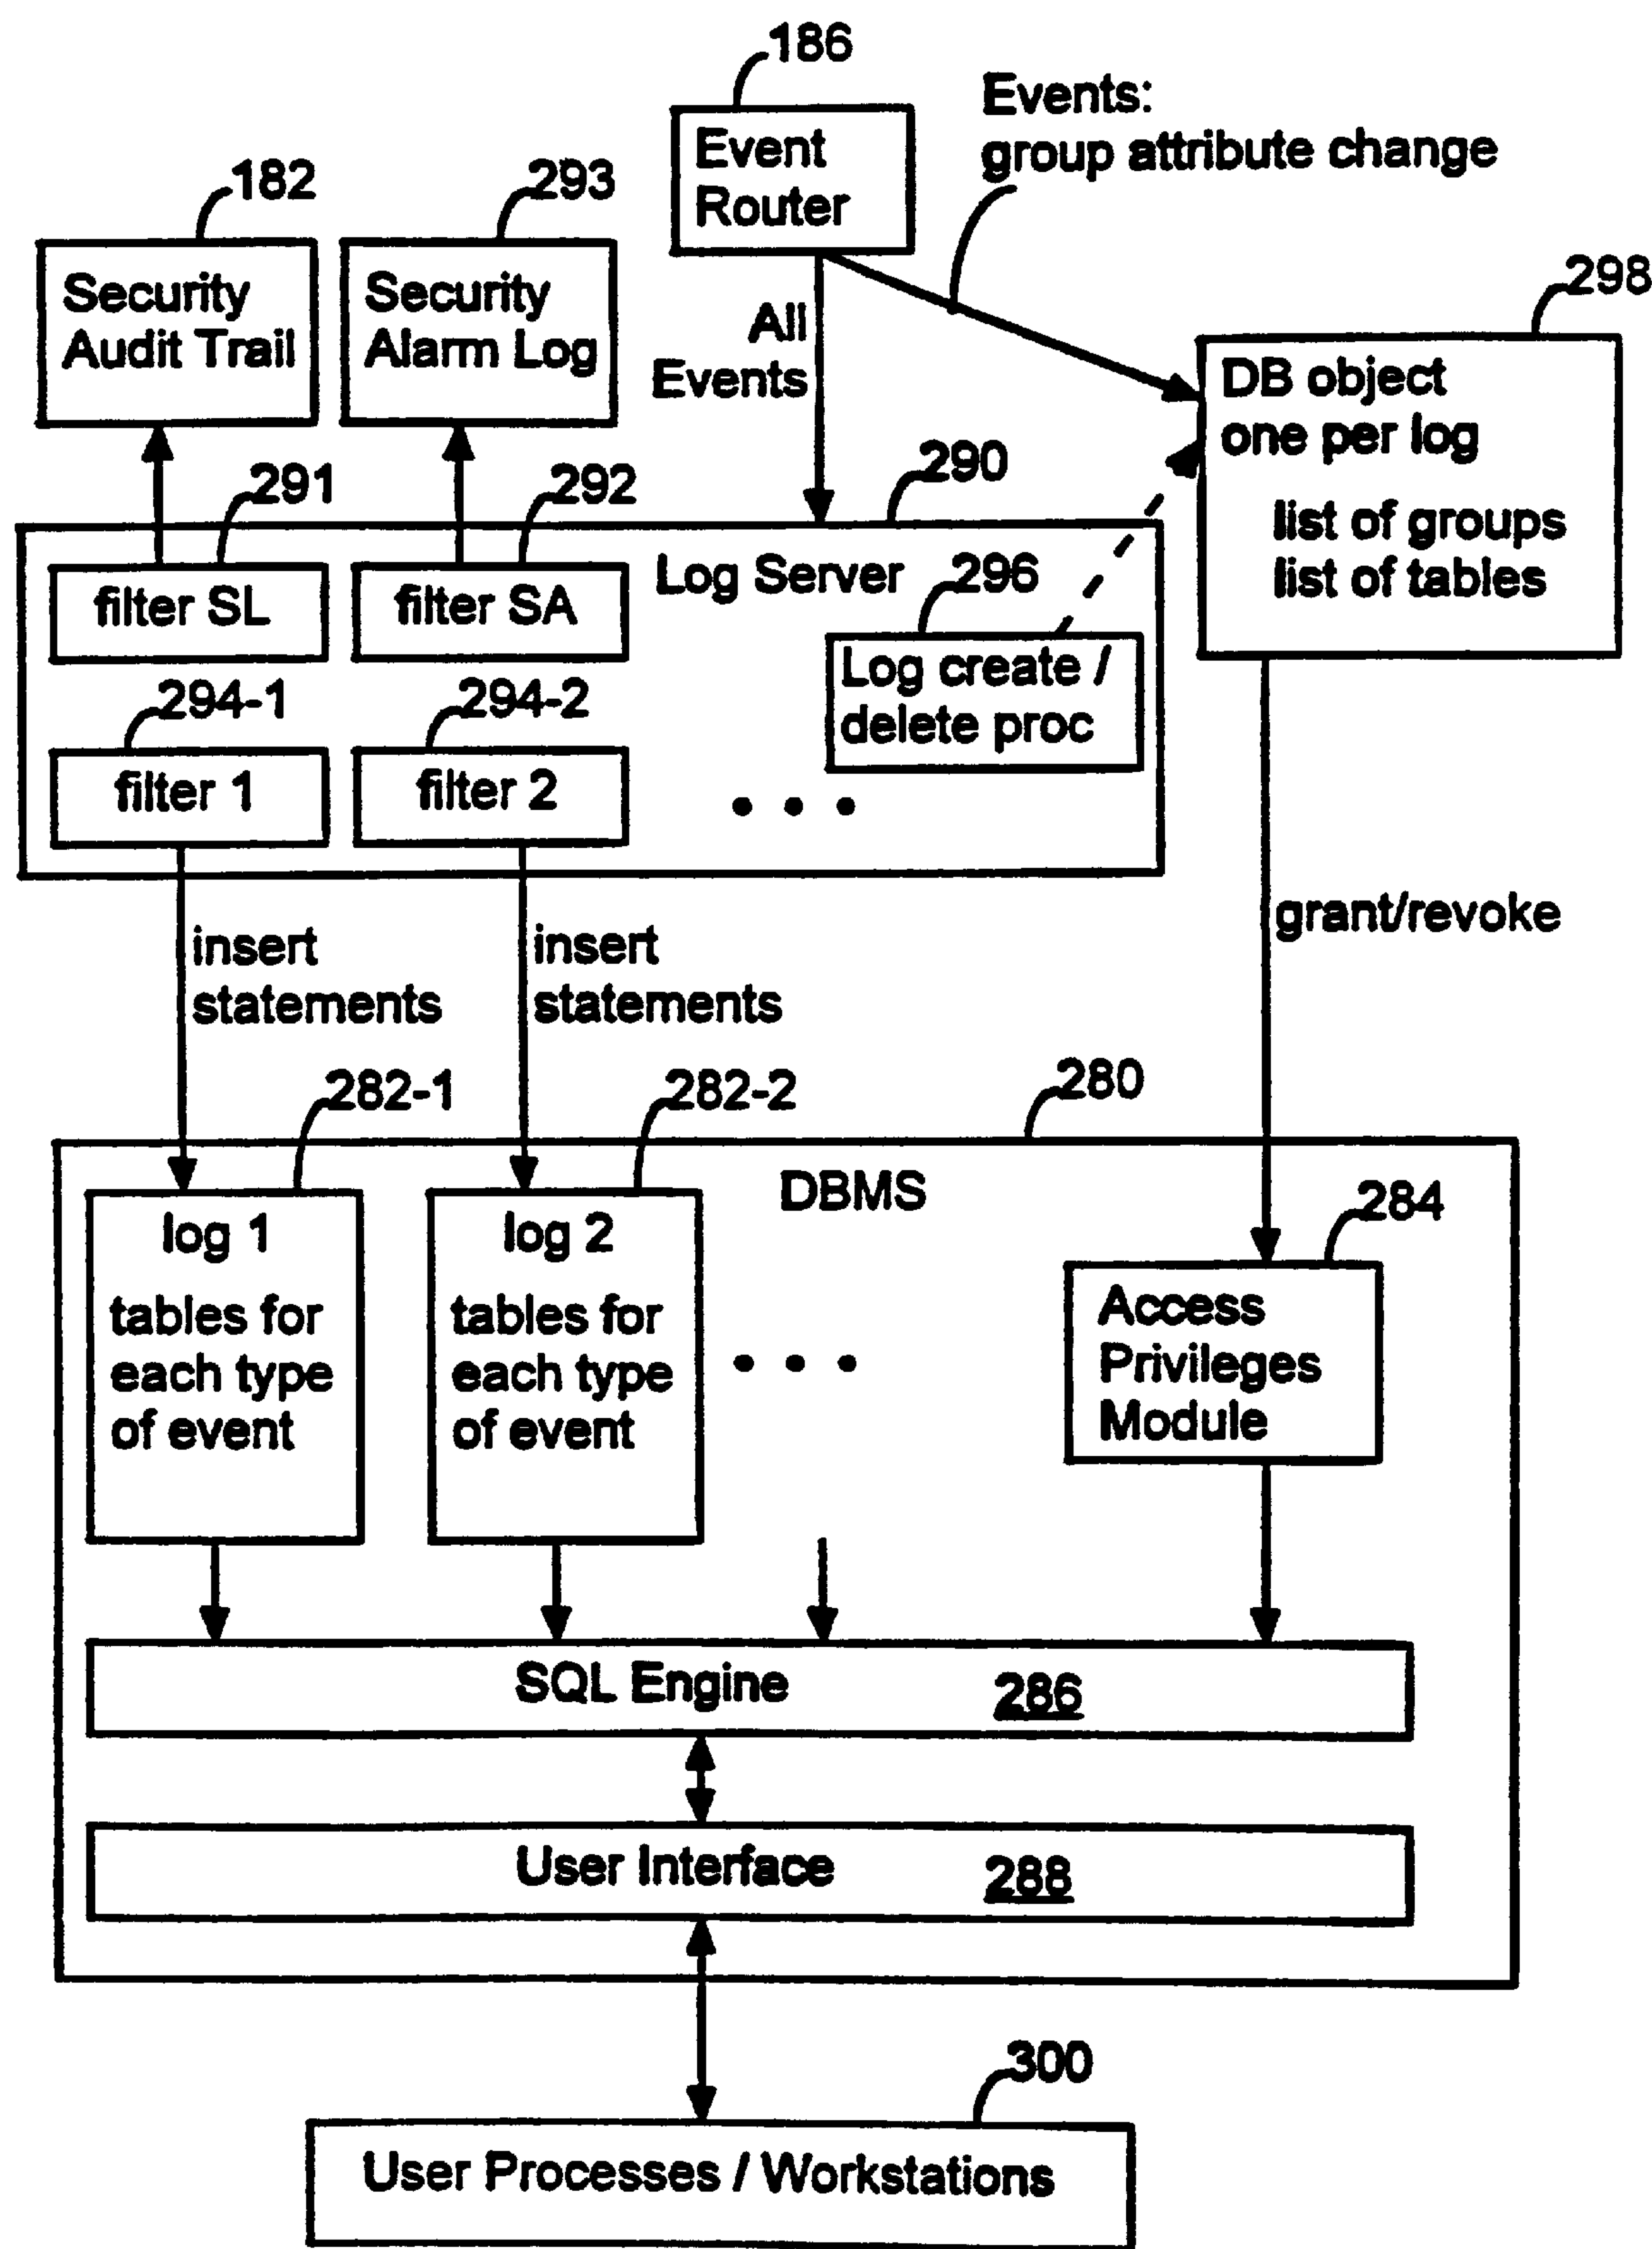 186
Events:
group attribute change
Event
Router
182
293
Security
Audit Trail
Security
Alarm Log
298
All
Events
DB object
one per log
list of groups
list of tables
291
292
290
filter SL
filter SA
Log Server
296
Log create /
delete proc
294-1
294-2
filter 1
filter 2
. . .
insert
statements
insert
statements
grant/revoke
282-1
282-2
280
DBMS
284
log 1
tables for
each type
of event
log 2
tables for
each type
of event
. . .
Access
Privileges
Module
SQL Engine 286
User Interface 288
300
User Processes / Workstations